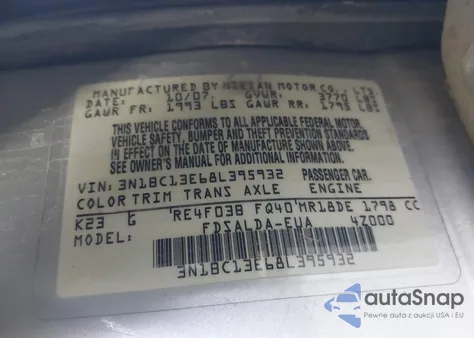 MANUFACTURED BY NISSAN MOTOR CO., LTD.
DATE: 10/07 GVWR: 3770 LBS
GAWR FR: 1993 LBS GAWR RR: 1795 LBS
THIS VEHICLE CONFORMS TO ALL APPLICABLE FEDERAL MOTOR
VEHICLE SAFETY, BUMPER AND THEFT PREVENTION STANDARDS
IN EFFECT ON THE DATE OF MANUFACTURE SHOWN ABOVE.
SEE OWNER'S MANUAL FOR ADDITIONAL INFORMATION.
VIN: 3N1BC13E68L395932 PASSENGER CAR.
COLOR TRIM TRANS AXLE ENGINE
K23 G RE4F03B FQ40 MR18DE 1798 CC
MODEL: FDSALDA-EUA 47000
3N1BC13E68L395932
autoSnap
Pewne auta z aukcji USA i EU